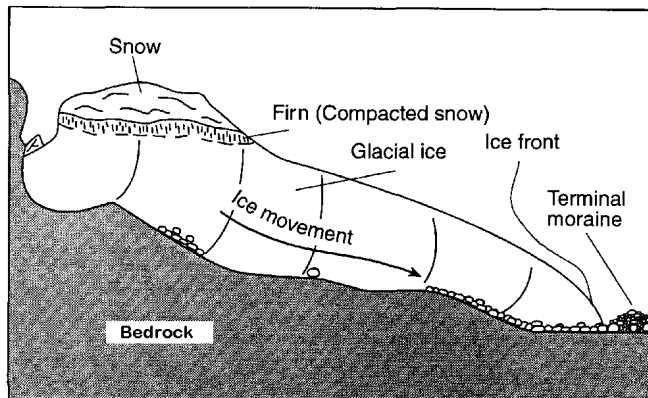 Snow
Firn (Compacted snow)
Glacial ice
Ice front
Terminal
moraine
Ice movement
Bedrock